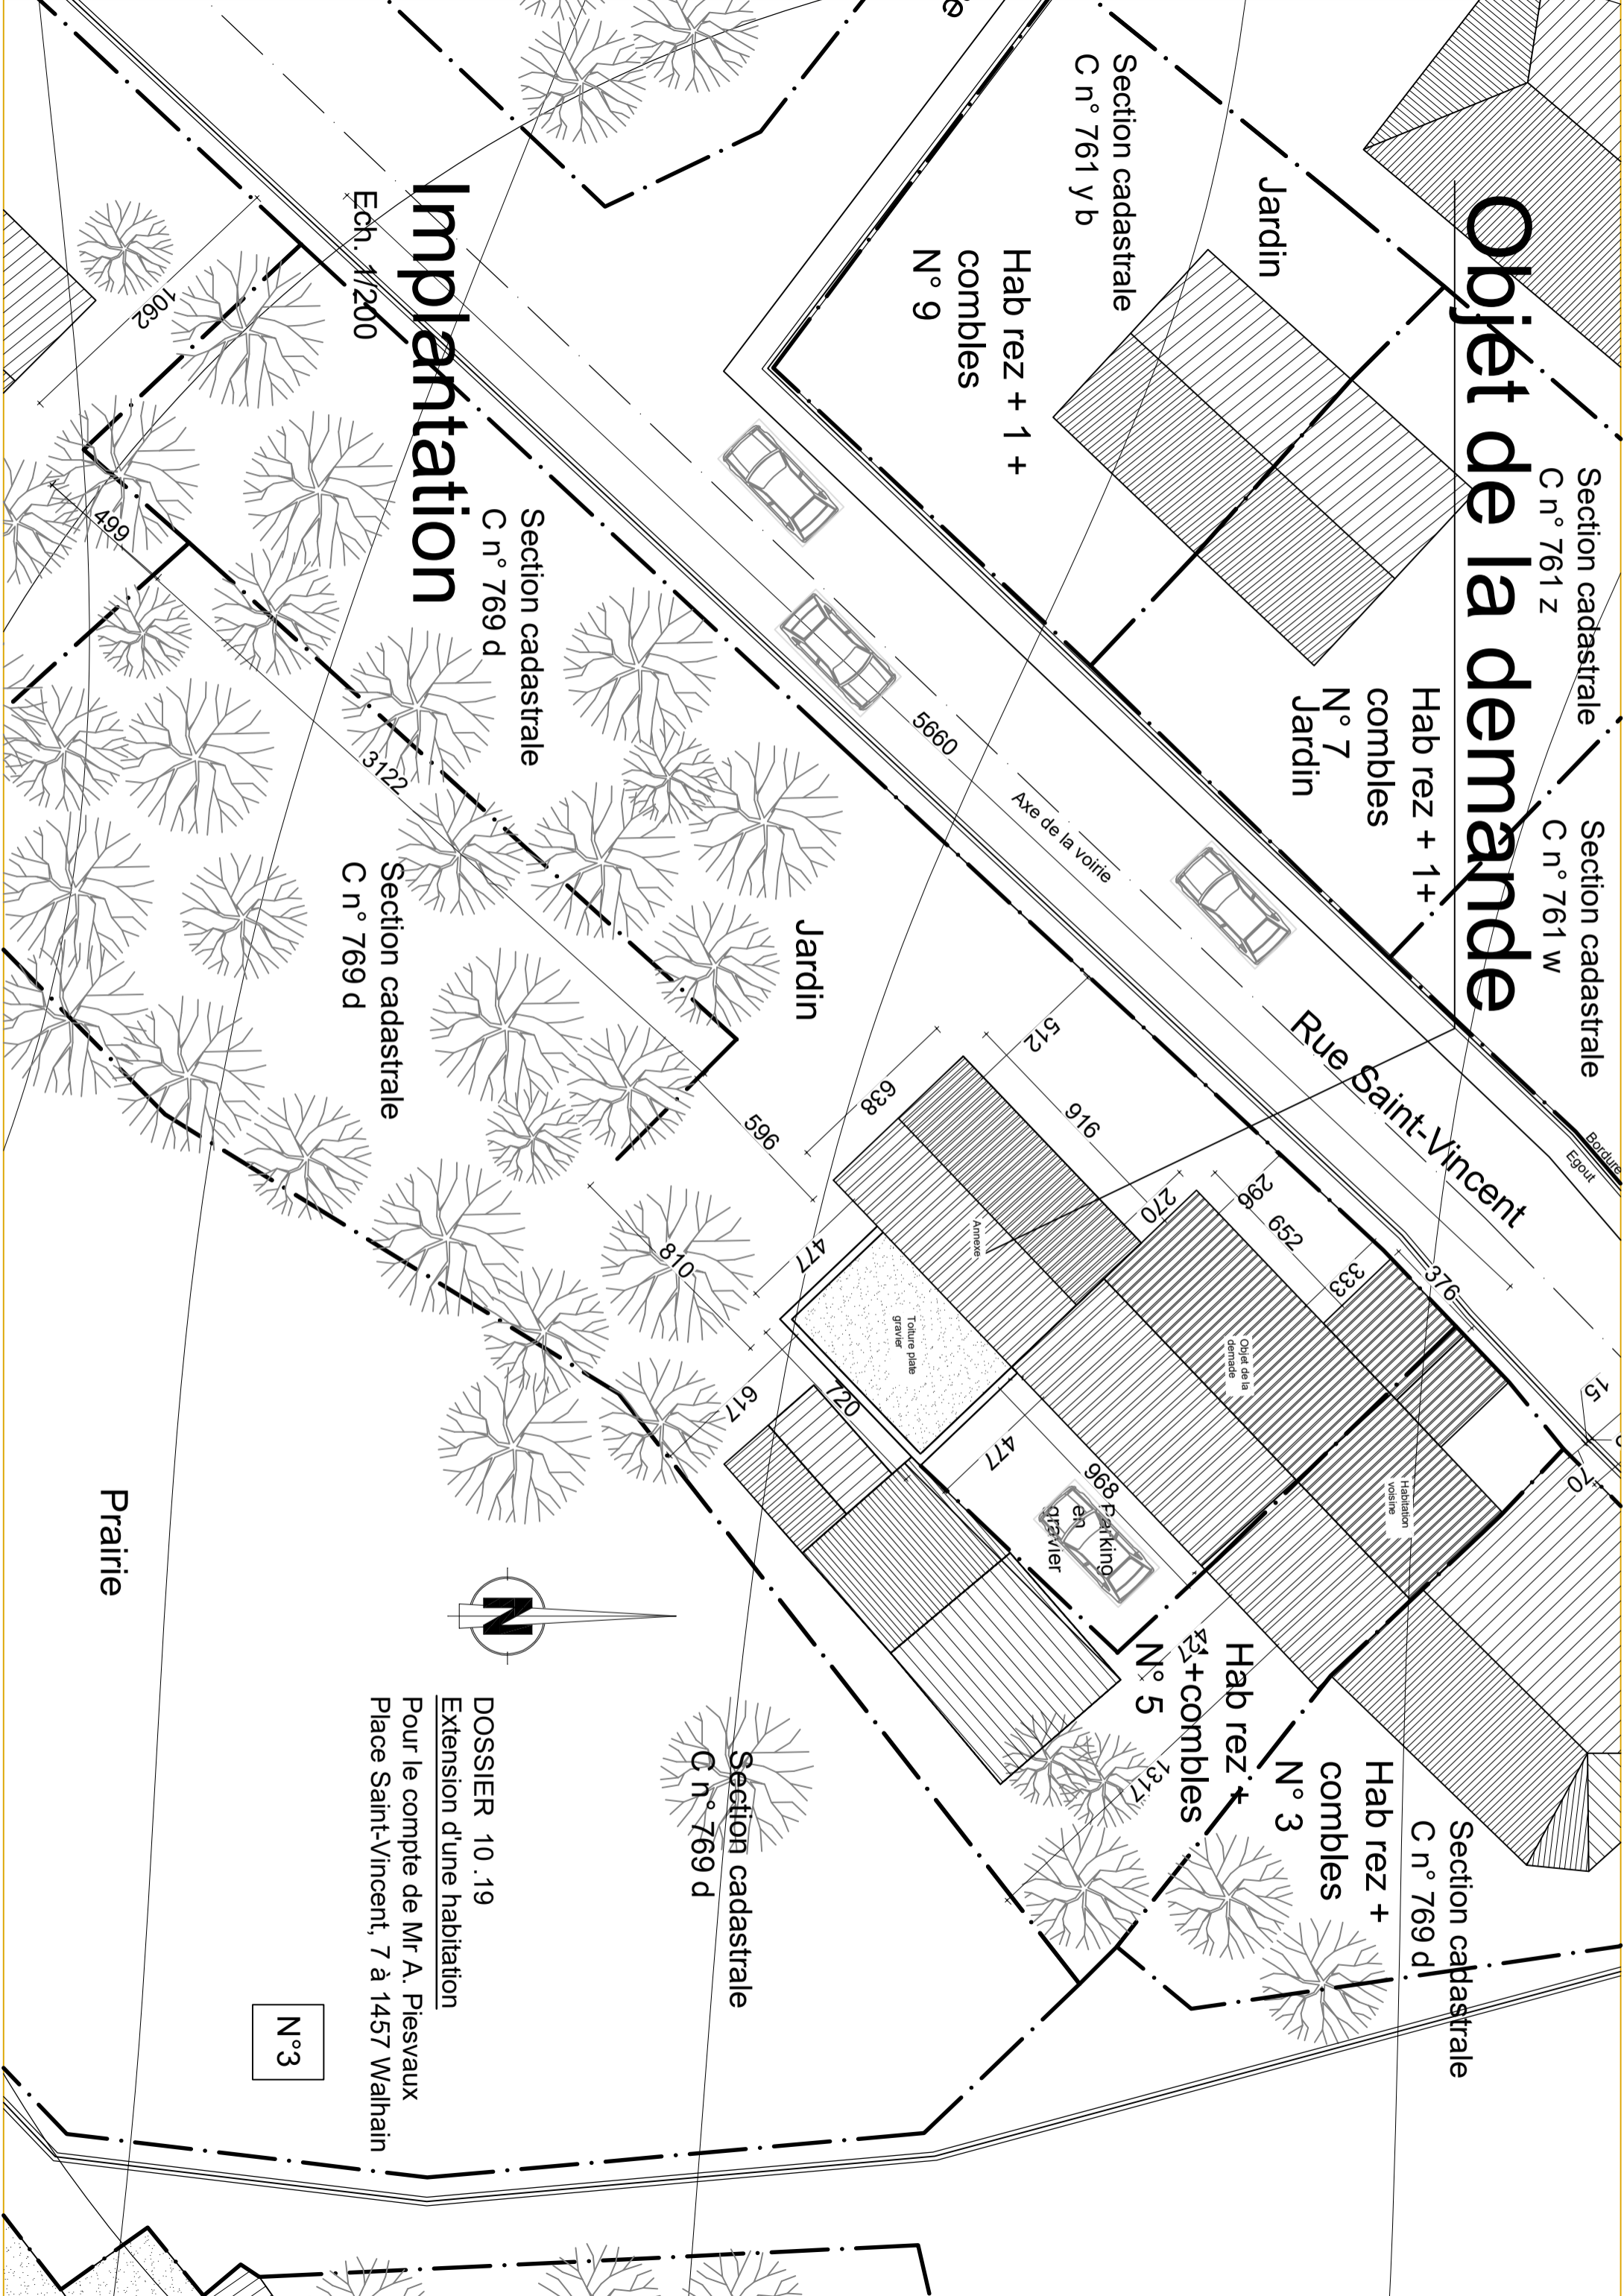 Objet de la demande
Section cadastrale
C n° 761 z
Section cadastrale
C n° 761 w
Jardin
Hab rez + 1+
combles
N° 7
Jardin
Section cadastrale
C n° 761 y b
Hab rez + 1 +
combles
N° 9
Rue Saint-Vincent
Bordure
Egout
Axe de la voirie
5660
Implantation
Ech. 1/200
Section cadastrale
C n° 769 d
Jardin
1062
499
3122
596
Section cadastrale
C n° 769 d
512
638
916
270
296
652
333
376
15
70
Annexe
Objet de la
demade
Habitation
voisine
Toiture plate
gravier
477
810
617
720
477
968
Parking
en
gravier
427
1317
Hab rez +
1+combles
N° 5
Hab rez +
combles
N° 3
Section cadastrale
C n° 769 d
Section cadastrale
C n° 769 d
Prairie
N
DOSSIER 10 .19
Extension d'une habitation
Pour le compte de Mr A. Piesvaux
Place Saint-Vincent, 7 à 1457 Walhain
N°3